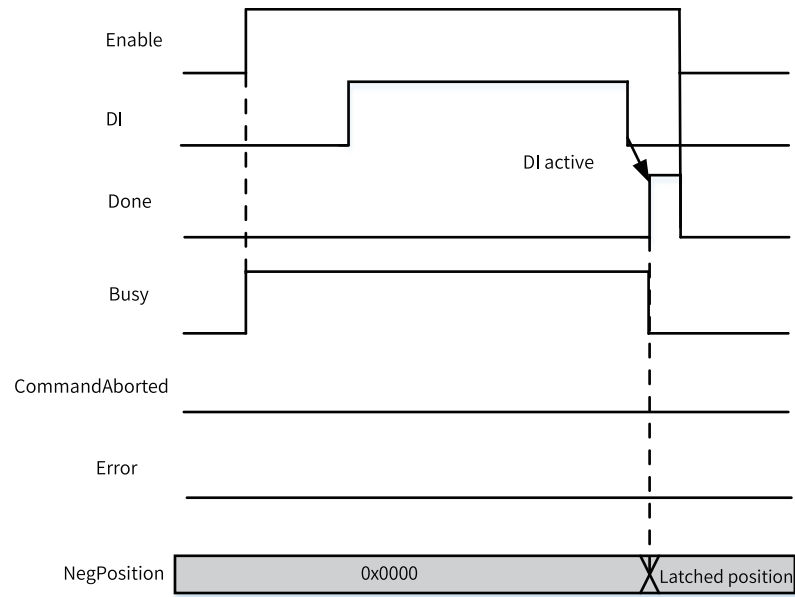 Enable
DI
DI active
Done
Busy
CommandAborted
Error
NegPosition 0x0000 Latched position